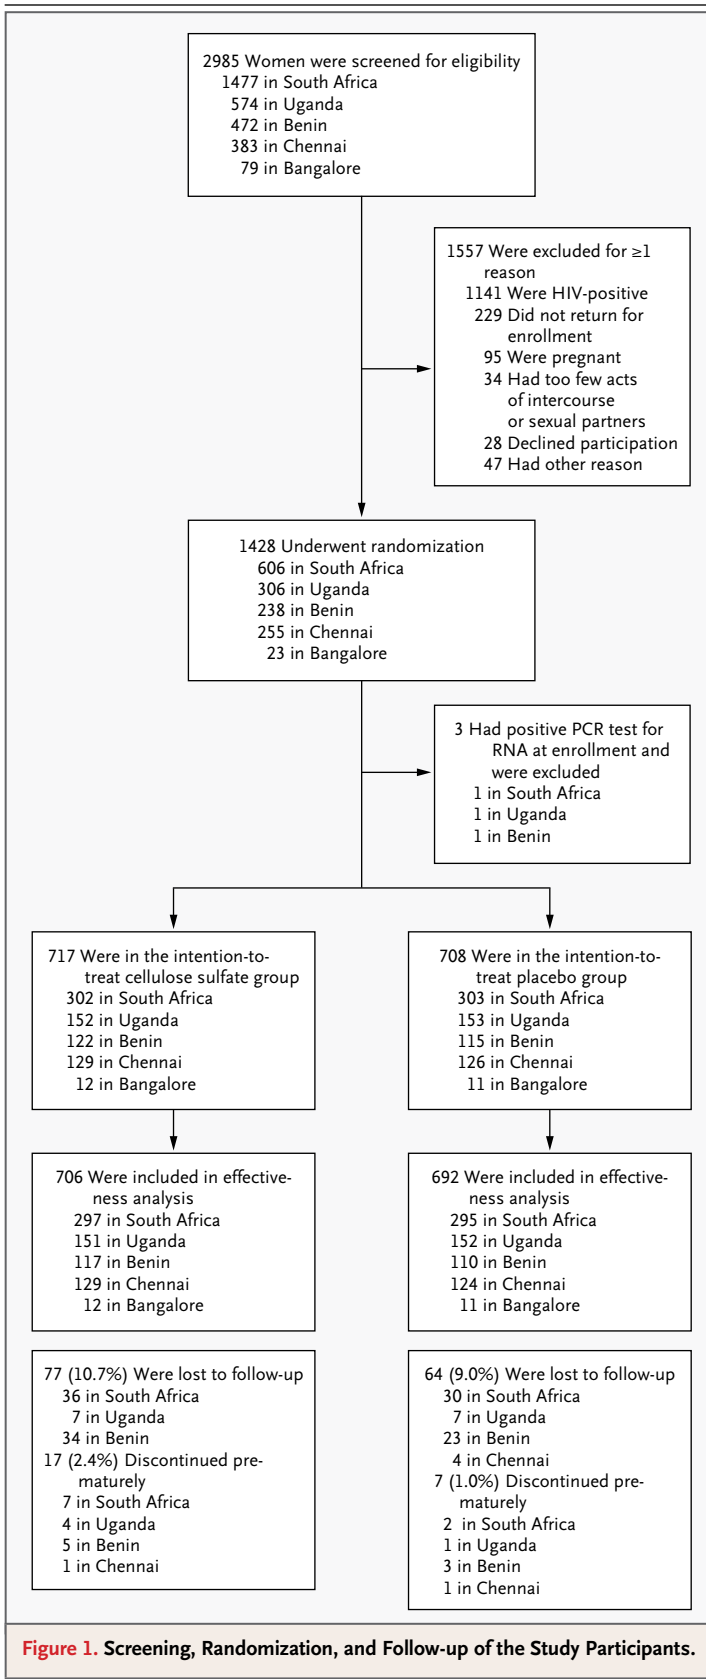 2985 Women were screened for eligibility
1477 in South Africa
574 in Uganda
472 in Benin
383 in Chennai
79 in Bangalore
1557 Were excluded for ≥1
reason
1141 Were HIV-positive
229 Did not return for
enrollment
95 Were pregnant
34 Had too few acts
of intercourse
or sexual partners
28 Declined participation
47 Had other reason
1428 Underwent randomization
606 in South Africa
306 in Uganda
238 in Benin
255 in Chennai
23 in Bangalore
3 Had positive PCR test for
RNA at enrollment and
were excluded
1 in South Africa
1 in Uganda
1 in Benin
717 Were in the intention-to-
treat cellulose sulfate group
302 in South Africa
152 in Uganda
122 in Benin
129 in Chennai
12 in Bangalore
708 Were in the intention-to-
treat placebo group
303 in South Africa
153 in Uganda
115 in Benin
126 in Chennai
11 in Bangalore
706 Were included in effective-
ness analysis
297 in South Africa
151 in Uganda
117 in Benin
129 in Chennai
12 in Bangalore
692 Were included in effective-
ness analysis
295 in South Africa
152 in Uganda
110 in Benin
124 in Chennai
11 in Bangalore
77 (10.7%) Were lost to follow-up
36 in South Africa
7 in Uganda
34 in Benin
17 (2.4%) Discontinued pre-
maturely
7 in South Africa
4 in Uganda
5 in Benin
1 in Chennai
64 (9.0%) Were lost to follow-up
30 in South Africa
7 in Uganda
23 in Benin
4 in Chennai
7 (1.0%) Discontinued pre-
maturely
2 in South Africa
1 in Uganda
3 in Benin
1 in Chennai
Figure 1. Screening, Randomization, and Follow-up of the Study Participants.